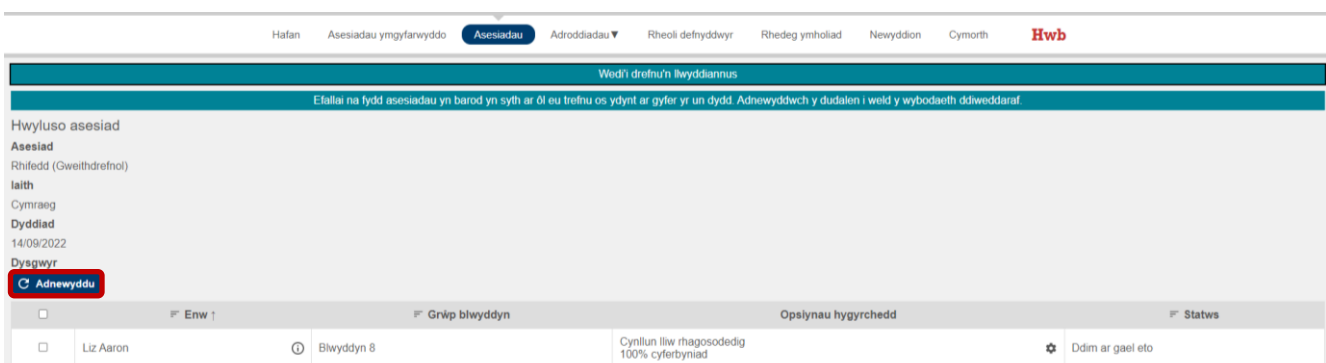 Hafan Asesiadau ymgyfarwyddo Asesiadau Adroddiadau▼ Rheoli defnyddwyr Rhedeg ymholiad Newyddion Cymorth Hwb
Wedi'i drefnu'n llwyddiannus
Efallai na fydd asesiadau yn barod yn syth ar ôl eu trefnu os ydynt ar gyfer yr un dydd. Adnewyddwch y dudalen i weld y wybodaeth ddiweddaraf.
Hwyluso asesiad
Asesiad
Rhifedd (Gweithdrefnol)
Iaith
Cymraeg
Dyddiad
14/09/2022
Dysgwyr
Adnewyddu
Enw ↑ Grŵp blwyddyn Opsiynau hygyrchedd Statws
Liz Aaron Blwyddyn 8 Cynllun lliw rhagosodedig Ddim ar gael eto
100% cyferbyniad